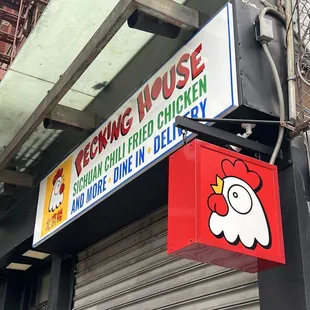 PECKING HOUSE
SICHUAN CHILI FRIED CHICKEN
AND MORE · DINE IN · DELIVERY